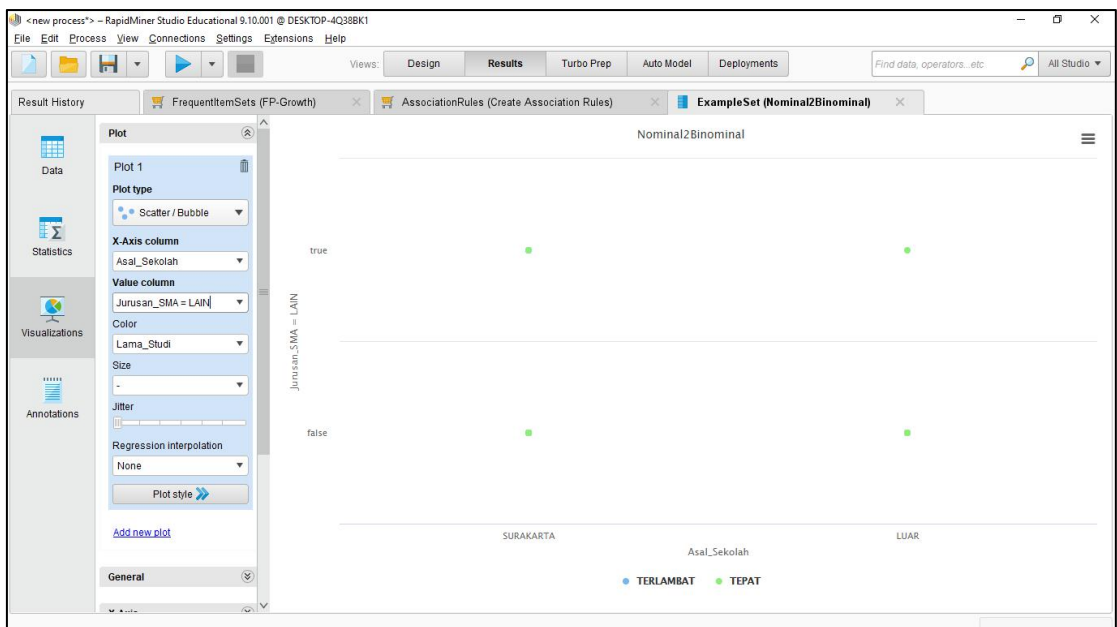 <new process*> – RapidMiner Studio Educational 9.10.001 @ DESKTOP-4Q38BK1
File Edit Process View Connections Settings Extensions Help
Views: Design Results Turbo Prep Auto Model Deployments Find data, operators...etc All Studio
Result History FrequentItemSets (FP-Growth) AssociationRules (Create Association Rules) ExampleSet (Nominal2Binominal)
Data
Statistics
Visualizations
Annotations
Plot
Plot 1
Plot type
Scatter / Bubble
X-Axis column
Asal_Sekolah
Value column
Jurusan_SMA = LAIN
Color
Lama_Studi
Size
-
Jitter
Regression interpolation
None
Plot style
Add new plot
General
X-Axis
Nominal2Binominal
Jurusan_SMA = LAIN
true
false
SURAKARTA LUAR
Asal_Sekolah
TERLAMBAT TEPAT